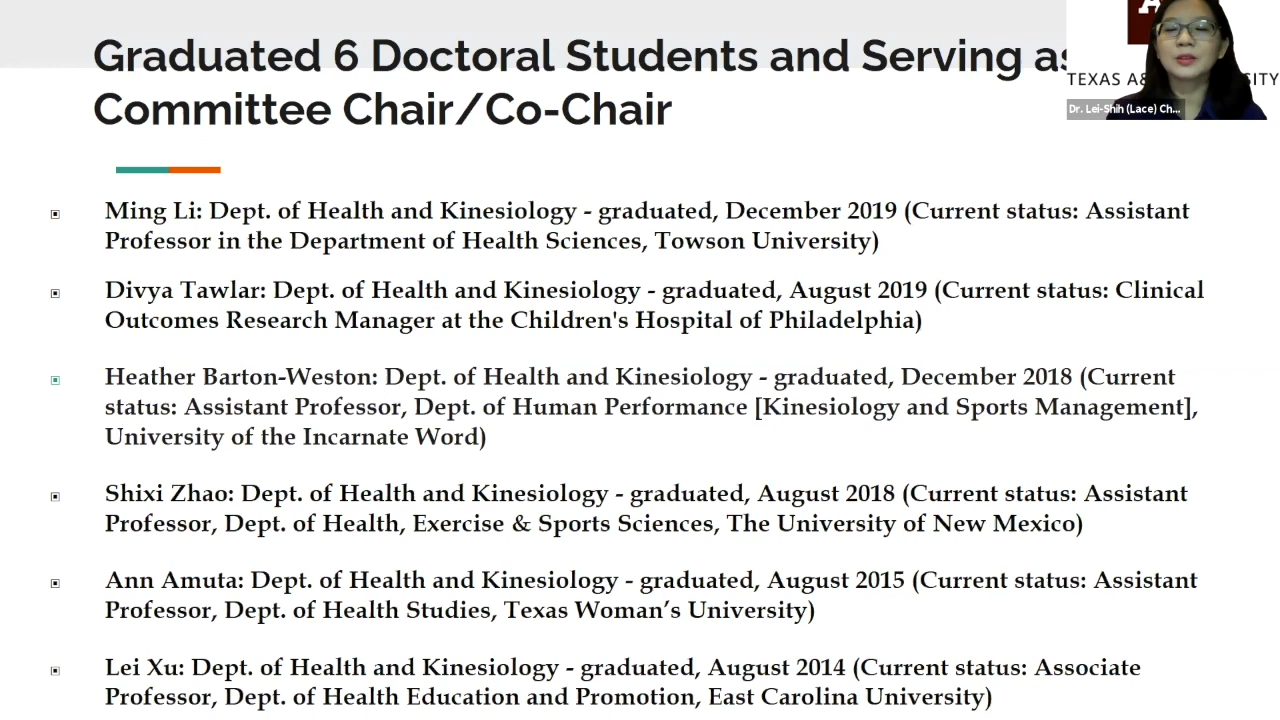 Graduated 6 Doctoral Students and Serving as
Committee Chair/Co-Chair
TEXAS A& SITY
Dr. Lei-Shih (Lace) Ch...
Ming Li: Dept. of Health and Kinesiology - graduated, December 2019 (Current status: Assistant
Professor in the Department of Health Sciences, Towson University)
Divya Tawlar: Dept. of Health and Kinesiology - graduated, August 2019 (Current status: Clinical
Outcomes Research Manager at the Children's Hospital of Philadelphia)
Heather Barton-Weston: Dept. of Health and Kinesiology - graduated, December 2018 (Current
status: Assistant Professor, Dept. of Human Performance [Kinesiology and Sports Management],
University of the Incarnate Word)
Shixi Zhao: Dept. of Health and Kinesiology - graduated, August 2018 (Current status: Assistant
Professor, Dept. of Health, Exercise & Sports Sciences, The University of New Mexico)
Ann Amuta: Dept. of Health and Kinesiology - graduated, August 2015 (Current status: Assistant
Professor, Dept. of Health Studies, Texas Woman’s University)
Lei Xu: Dept. of Health and Kinesiology - graduated, August 2014 (Current status: Associate
Professor, Dept. of Health Education and Promotion, East Carolina University)